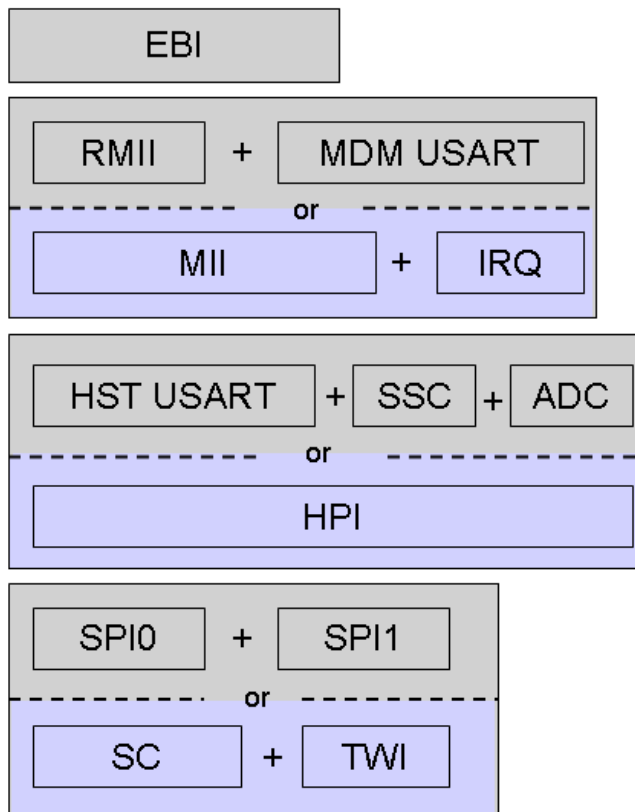 EBI
RMII + MDM USART
or
MII + IRQ
HST USART + SSC + ADC
or
HPI
SPI0 + SPI1
or
SC + TWI